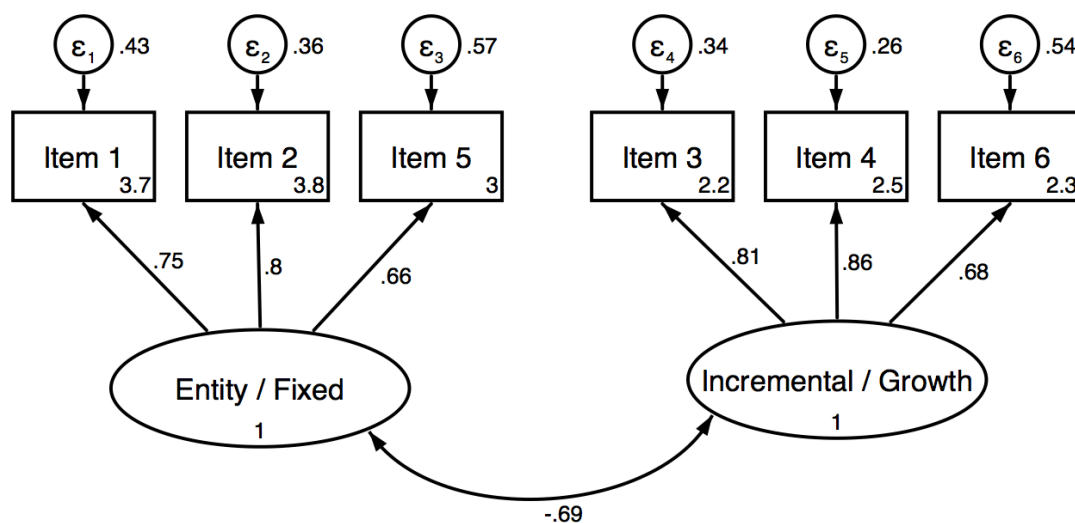 ε1 .43 ε2 .36 ε3 .57 ε4 .34 ε5 .26 ε6 .54
Item 1 Item 2 Item 5 Item 3 Item 4 Item 6
3.7 3.8 3 2.2 2.5 2.3
.75 .8 .66 .81 .86 .68
Entity / Fixed Incremental / Growth
1 1
-.69